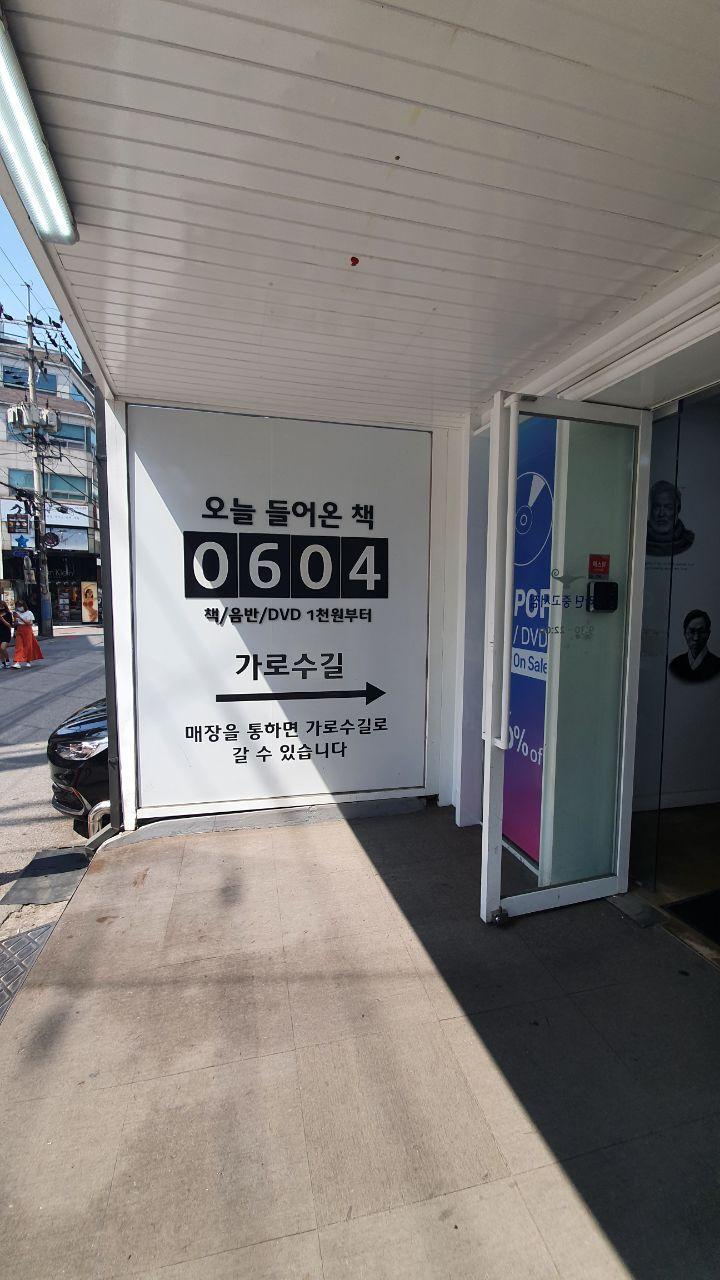 오늘 들어온 책
0604
책/음반/DVD 1천원부터
가로수길
매장을 통하면 가로수길로
갈 수 있습니다
POP
/ DVD
On Sale
% of